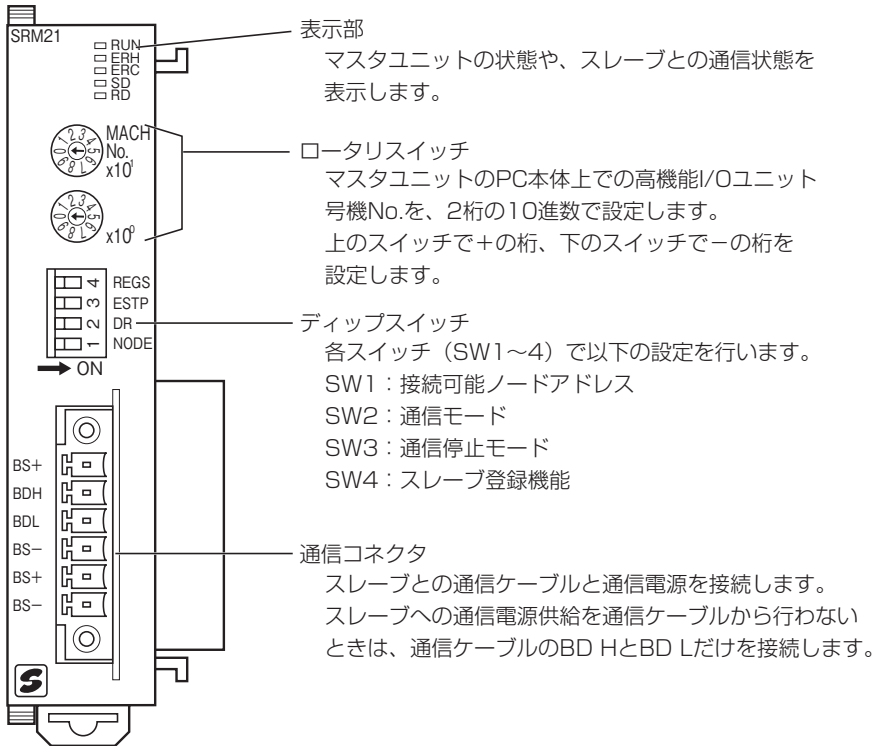 SRM21
RUN
ERH
ERC
SD
RD
表示部
マスタユニットの状態や、スレーブとの通信状態を
表示します。
0123456789
MACH
No.
x10¹
0123456789
x10⁰
ロータリスイッチ
マスタユニットのPC本体上での高機能I/Oユニット
号機No.を、2桁の10進数で設定します。
上のスイッチで+の桁、下のスイッチで−の桁を
設定します。
4 REGS
3 ESTP
2 DR
1 NODE
ON
ディップスイッチ
各スイッチ（SW1～4）で以下の設定を行います。
SW1：接続可能ノードアドレス
SW2：通信モード
SW3：通信停止モード
SW4：スレーブ登録機能
BS+
BDH
BDL
BS−
BS+
BS−
通信コネクタ
スレーブとの通信ケーブルと通信電源を接続します。
スレーブへの通信電源供給を通信ケーブルから行わない
ときは、通信ケーブルのBD HとBD Lだけを接続します。
S